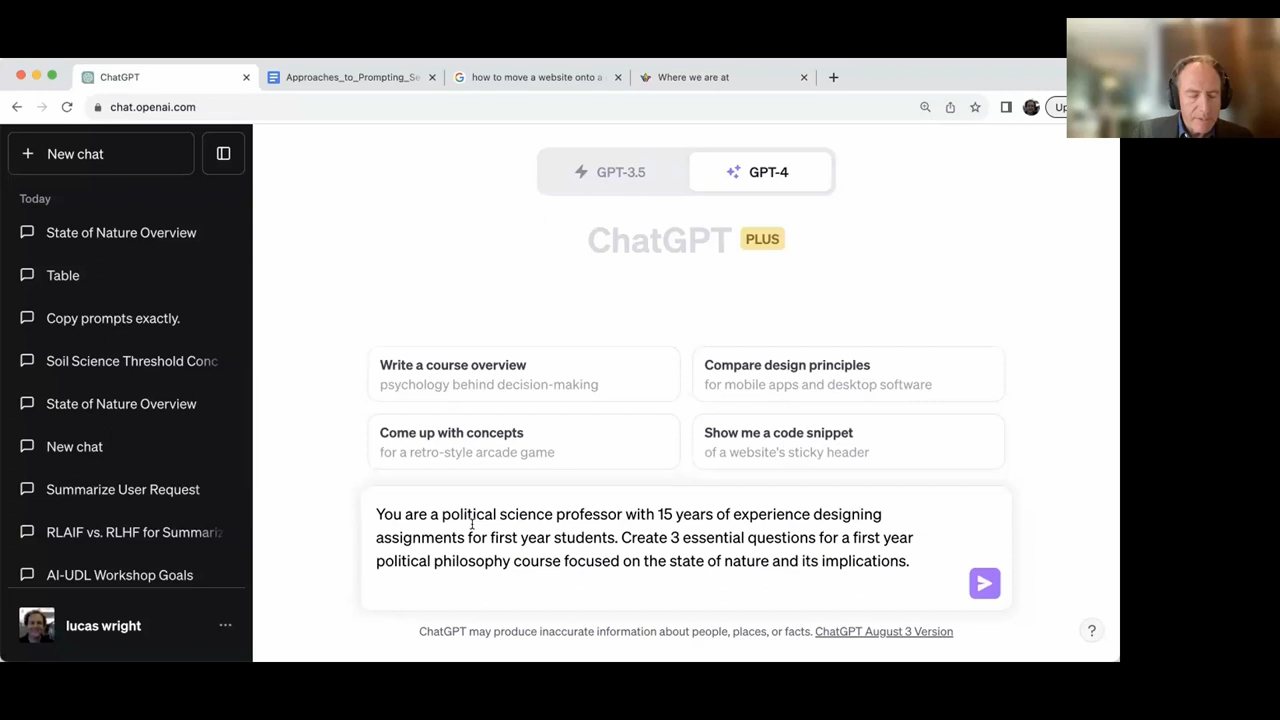 ChatGPT
Approaches_to_Prompting_Se
how to move a website onto a
Where we are at
chat.openai.com
Up
New chat
Today
State of Nature Overview
Table
Copy prompts exactly.
Soil Science Threshold Conc
State of Nature Overview
New chat
Summarize User Request
RLAIF vs. RLHF for Summariz
AI-UDL Workshop Goals
lucas wright
GPT-3.5
GPT-4
ChatGPT PLUS
Write a course overview
psychology behind decision-making
Compare design principles
for mobile apps and desktop software
Come up with concepts
for a retro-style arcade game
Show me a code snippet
of a website's sticky header
You are a political science professor with 15 years of experience designing
assignments for first year students. Create 3 essential questions for a first year
political philosophy course focused on the state of nature and its implications.
ChatGPT may produce inaccurate information about people, places, or facts. ChatGPT August 3 Version
?